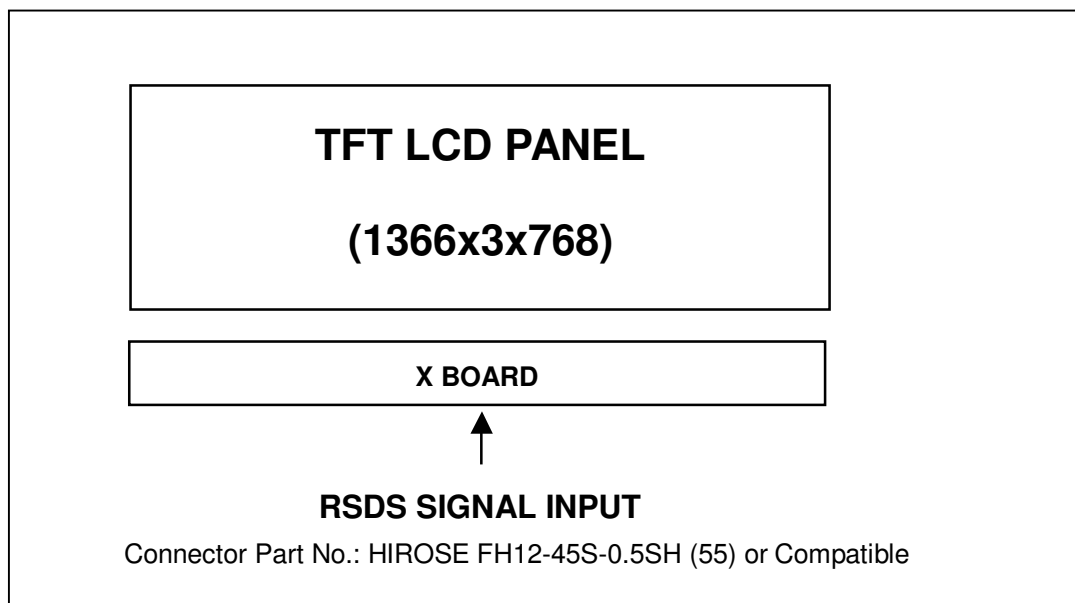 TFT LCD PANEL
(1366x3x768)
X BOARD
RSDS SIGNAL INPUT
Connector Part No.: HIROSE FH12-45S-0.5SH (55) or Compatible